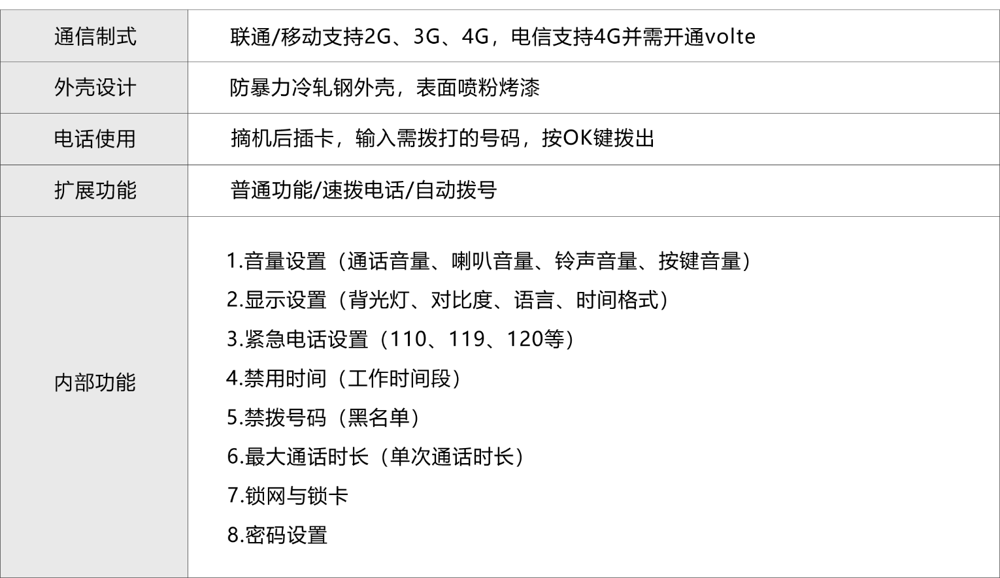 通信制式
联通/移动支持2G、3G、4G，电信支持4G并需开通volte
外壳设计
防暴力冷轧钢外壳，表面喷粉烤漆
电话使用
摘机后插卡，输入需拨打的号码，按OK键拨出
扩展功能
普通功能/速拨电话/自动拨号
内部功能
1.音量设置（通话音量、喇叭音量、铃声音量、按键音量）
2.显示设置（背光灯、对比度、语言、时间格式）
3.紧急电话设置（110、119、120等）
4.禁用时间（工作时间段）
5.禁拨号码（黑名单）
6.最大通话时长（单次通话时长）
7.锁网与锁卡
8.密码设置